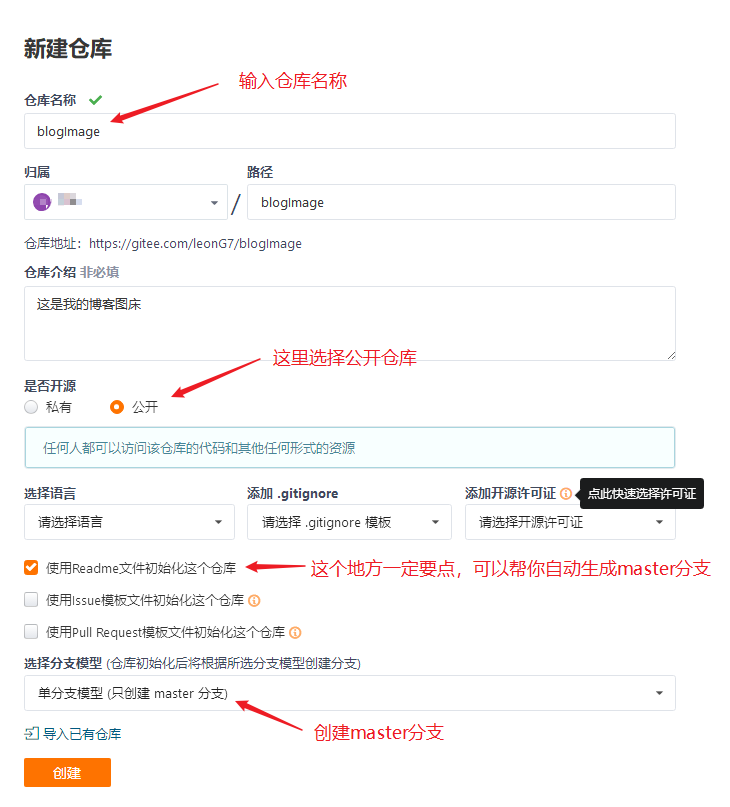 新建仓库
输入仓库名称
仓库名称
blogImage
归属 路径
/ blogImage
仓库地址：https://gitee.com/leonG7/blogImage
仓库介绍 非必填
这是我的博客图床
这里选择公开仓库
是否开源
私有 公开
任何人都可以访问该仓库的代码和其他任何形式的资源
选择语言 添加 .gitignore 添加开源许可证 点此快速选择许可证
请选择语言 请选择 .gitignore 模板 请选择开源许可证
使用Readme文件初始化这个仓库 这个地方一定要点，可以帮你自动生成master分支
使用Issue模板文件初始化这个仓库
使用Pull Request模板文件初始化这个仓库
选择分支模型 (仓库初始化后将根据所选分支模型创建分支)
单分支模型 (只创建 master 分支)
创建master分支
导入已有仓库
创建